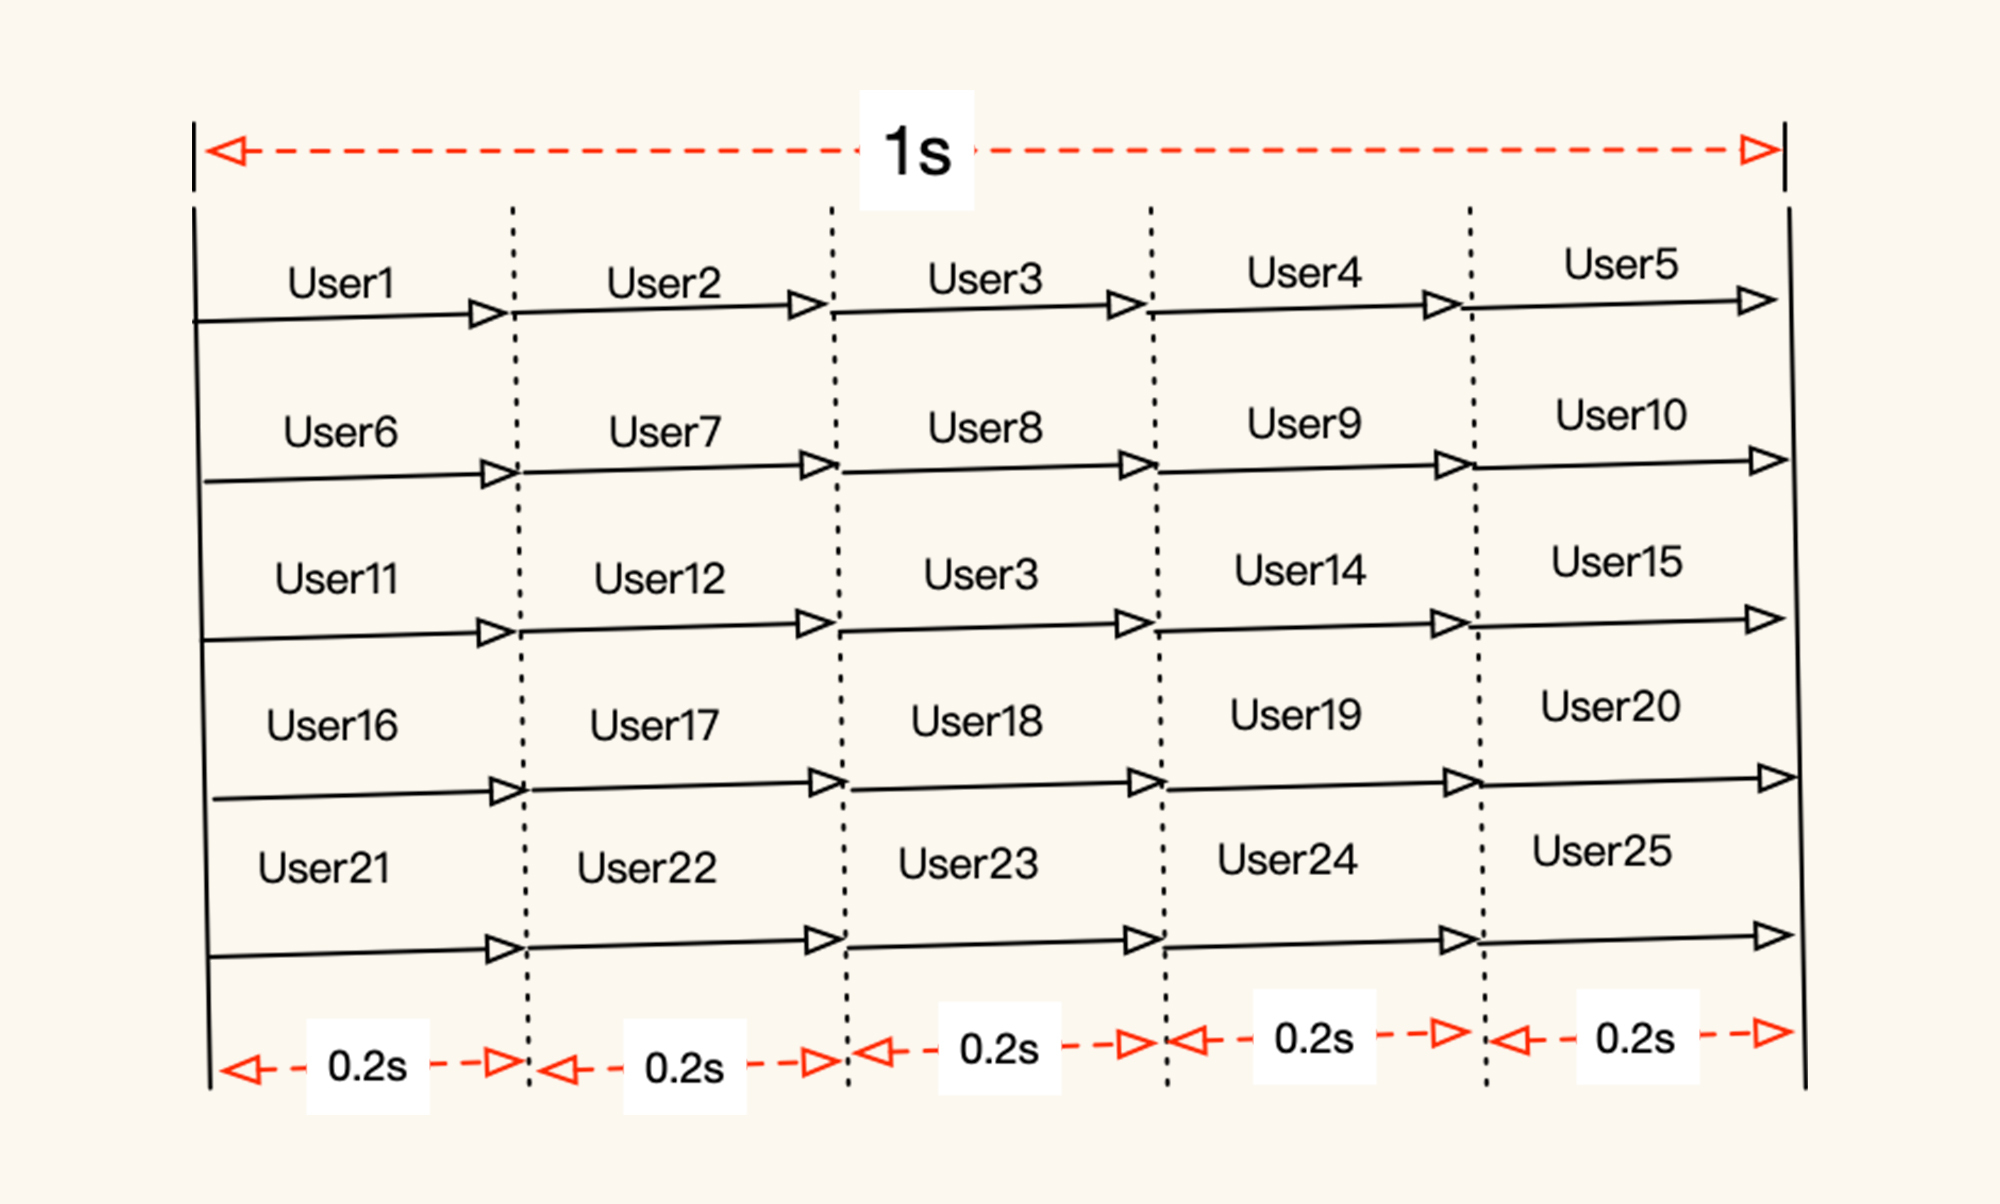 1s
User1 User2 User3 User4 User5
User6 User7 User8 User9 User10
User11 User12 User3 User14 User15
User16 User17 User18 User19 User20
User21 User22 User23 User24 User25
0.2s 0.2s 0.2s 0.2s 0.2s